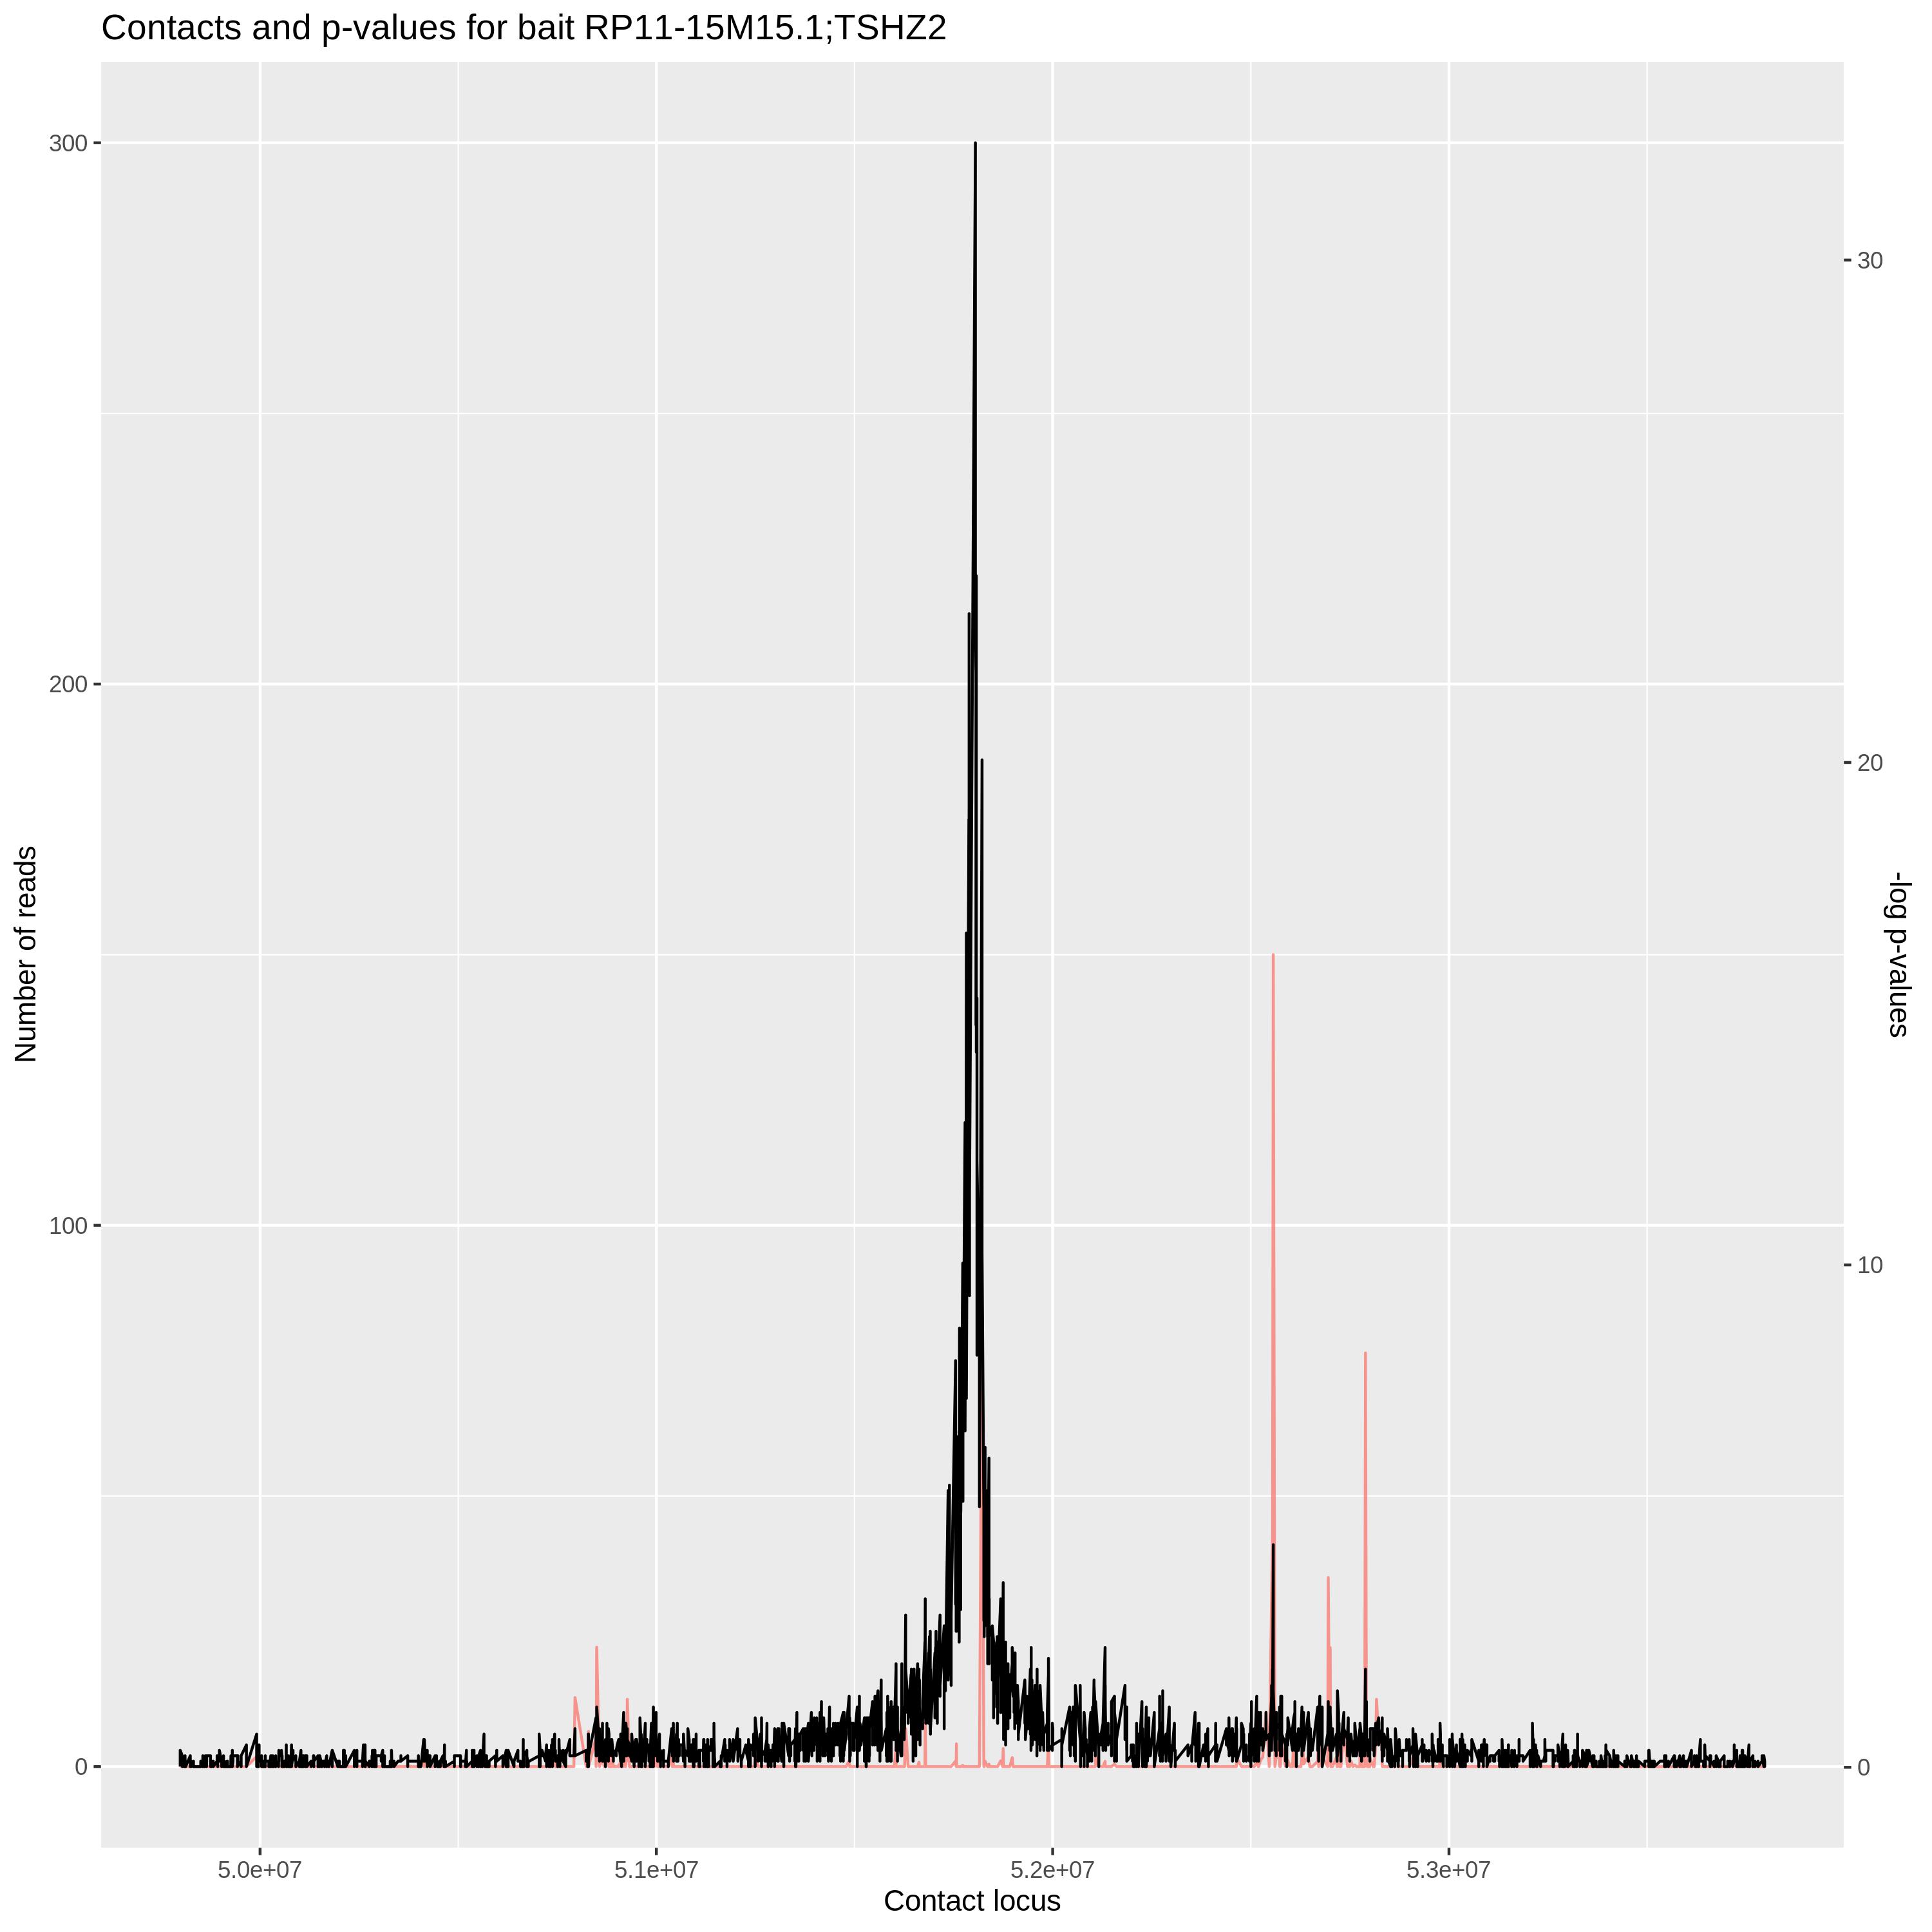 Contacts and p-values for bait RP11-15M15.1;TSHZ2
300
200
100
0
Number of reads
30
20
10
0
-log p-values
5.0e+07
5.1e+07
5.2e+07
5.3e+07
Contact locus